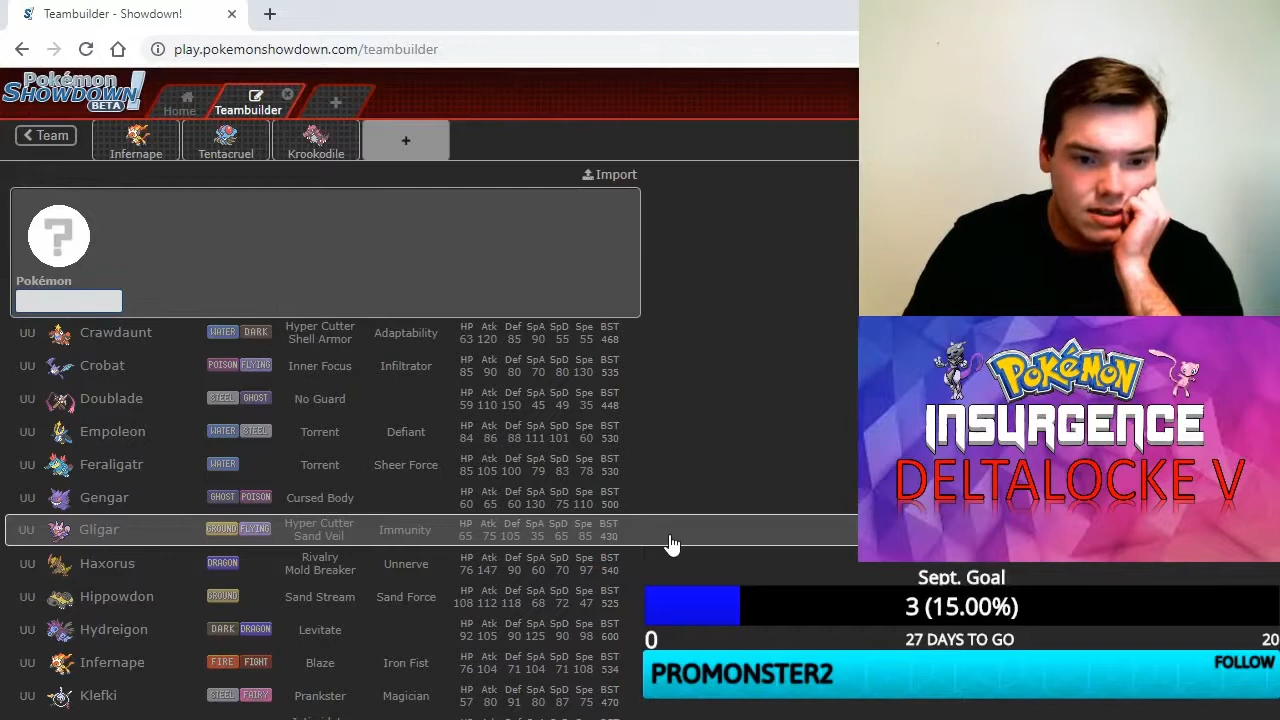 Teambuilder - Showdown!
play.pokemonshowdown.com/teambuilder
Pokémon
SHOWDOWN!
BETA
Home
Teambuilder
Team
Infernape
Tentacruel
Krookodile
+
Import
?
Pokémon
UU Crawdaunt WATER DARK Hyper Cutter Shell Armor Adaptability HP 63 Atk 120 Def 85 SpA 90 SpD 55 Spe 55 BST 468
UU Crobat POISON FLYING Inner Focus Infiltrator HP 85 Atk 90 Def 80 SpA 70 SpD 80 Spe 130 BST 535
UU Doublade STEEL GHOST No Guard HP 59 Atk 110 Def 150 SpA 45 SpD 49 Spe 35 BST 448
UU Empoleon WATER STEEL Torrent Defiant HP 84 Atk 86 Def 88 SpA 111 SpD 101 Spe 60 BST 530
UU Feraligatr WATER Torrent Sheer Force HP 85 Atk 105 Def 100 SpA 79 SpD 83 Spe 78 BST 530
UU Gengar GHOST POISON Cursed Body HP 60 Atk 65 Def 60 SpA 130 SpD 75 Spe 110 BST 500
UU Gligar GROUND FLYING Hyper Cutter Sand Veil Immunity HP 65 Atk 75 Def 105 SpA 35 SpD 65 Spe 85 BST 430
UU Haxorus DRAGON Rivalry Mold Breaker Unnerve HP 76 Atk 147 Def 90 SpA 60 SpD 70 Spe 97 BST 540
UU Hippowdon GROUND Sand Stream Sand Force HP 108 Atk 112 Def 118 SpA 68 SpD 72 Spe 47 BST 525
UU Hydreigon DARK DRAGON Levitate HP 92 Atk 105 Def 90 SpA 125 SpD 90 Spe 98 BST 600
UU Infernape FIRE FIGHT Blaze Iron Fist HP 76 Atk 104 Def 71 SpA 104 SpD 71 Spe 108 BST 534
UU Klefki STEEL FAIRY Prankster Magician HP 57 Atk 80 Def 91 SpA 80 SpD 87 Spe 75 BST 470
POKéMON
INSURGENCE
DELTALOCKE V
Sept. Goal
3 (15.00%)
0
27 DAYS TO GO
20
PROMONSTER2
FOLLOW